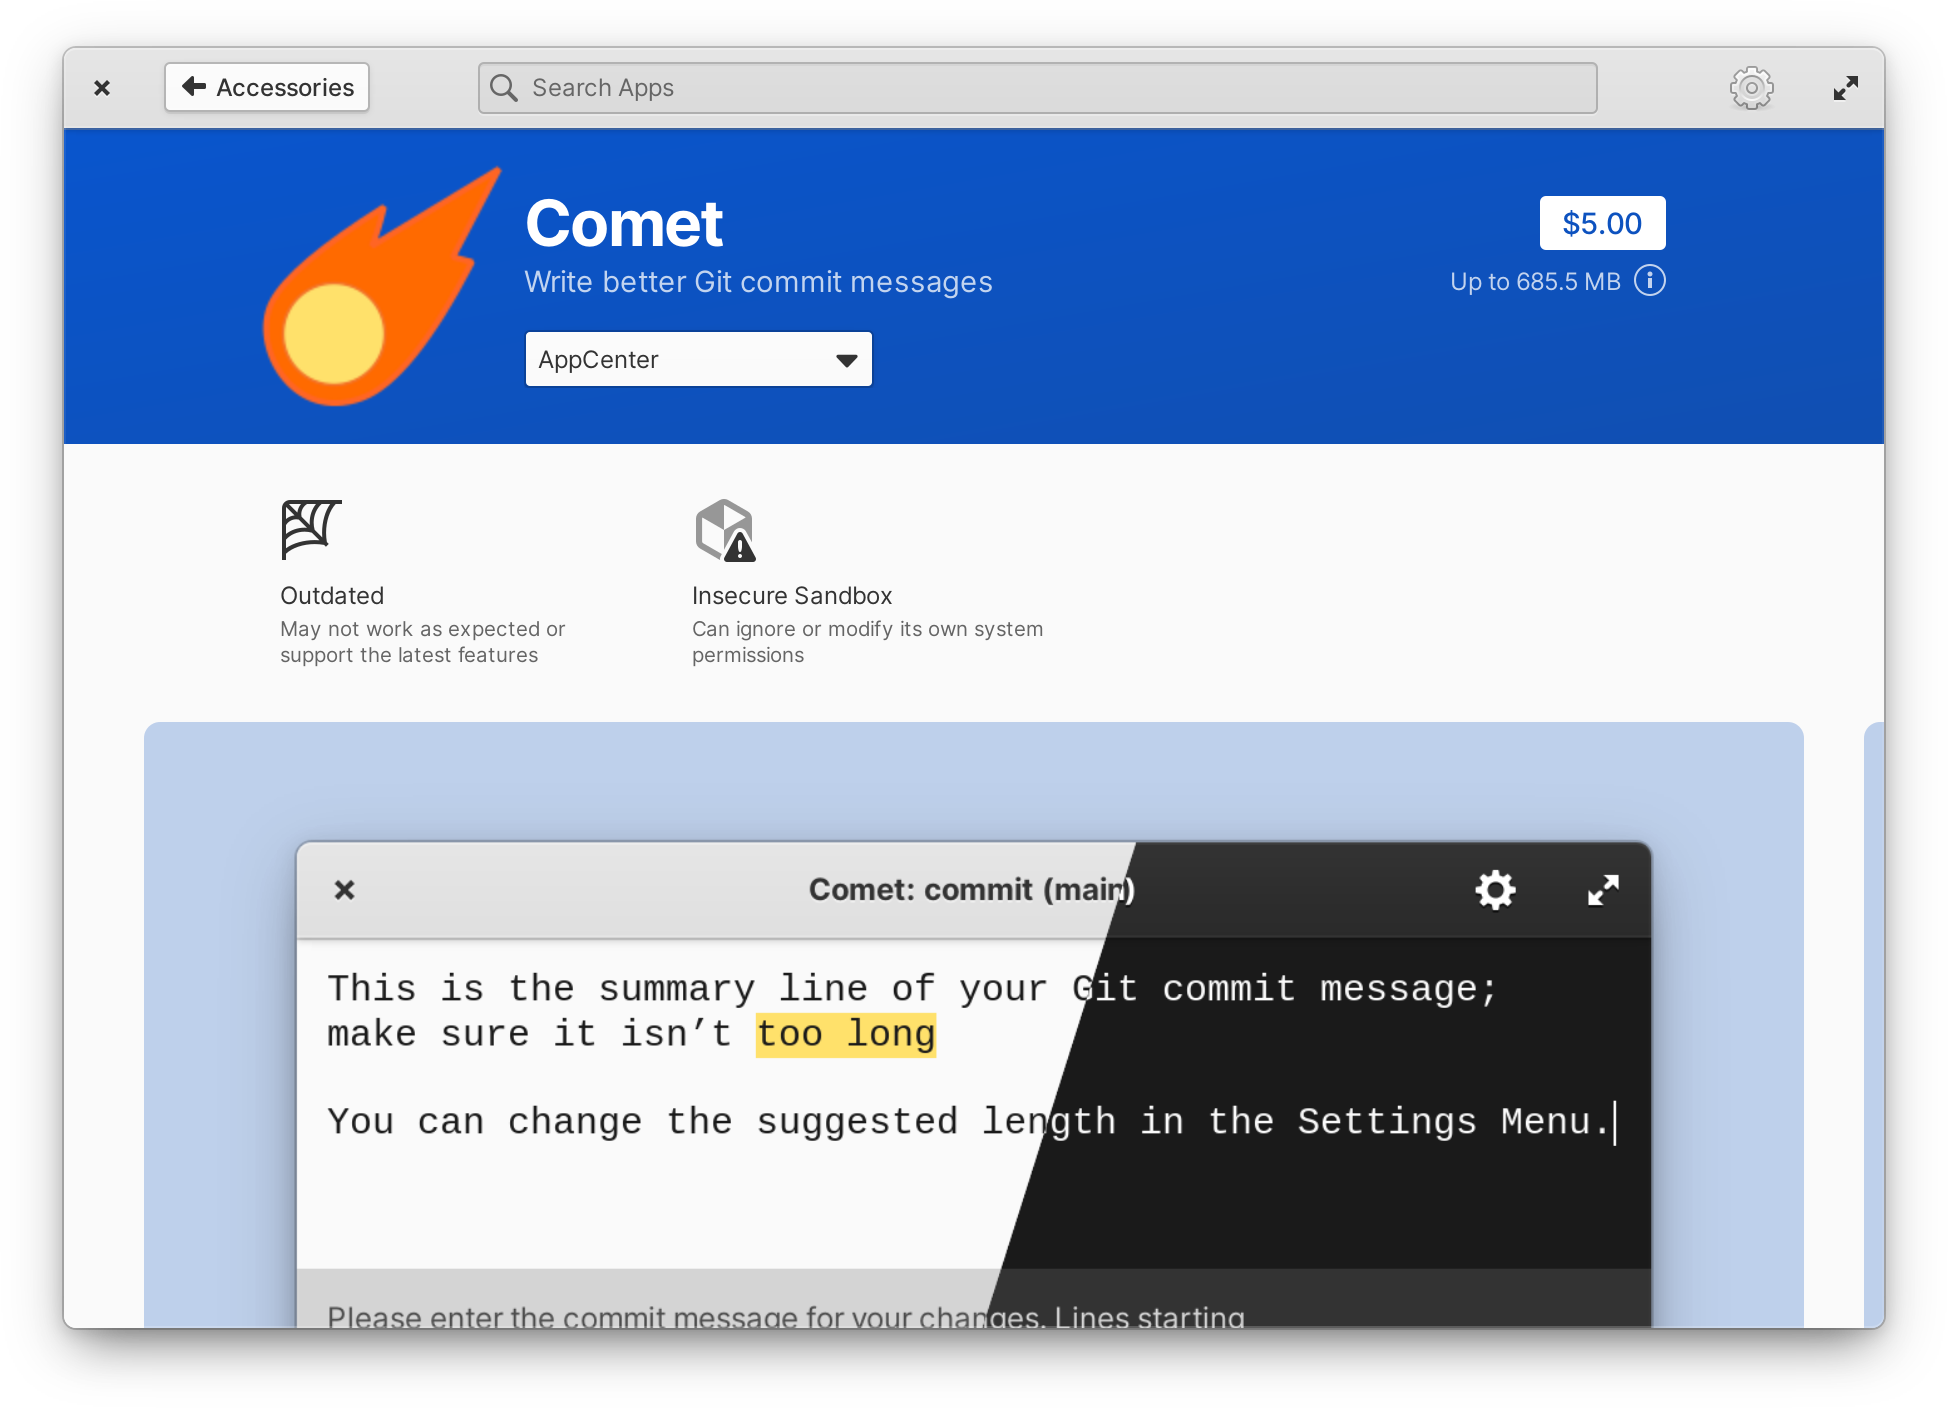 Accessories
Search Apps
Comet
$5.00
Write better Git commit messages
Up to 685.5 MB
AppCenter
Outdated
May not work as expected or
support the latest features
Insecure Sandbox
Can ignore or modify its own system
permissions
Comet: commit (main)
This is the summary line of your Git commit message;
make sure it isn’t too long
You can change the suggested length in the Settings Menu.
Please enter the commit message for your changes. Lines starting